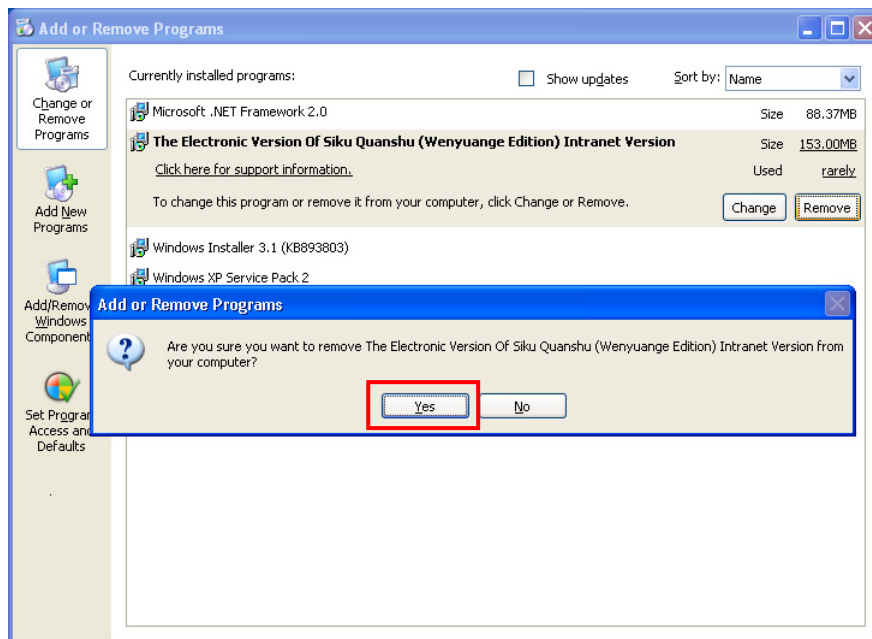 Add or Remove Programs
Change or
Remove
Programs
Add New
Programs
Add/Remov
Windows
Component
Set Program
Access and
Defaults
Currently installed programs:
Show updates
Sort by: Name
Microsoft .NET Framework 2.0 Size 88.37MB
The Electronic Version Of Siku Quanshu (Wenyuange Edition) Intranet Version Size 153.00MB
Click here for support information. Used rarely
To change this program or remove it from your computer, click Change or Remove. Change Remove
Windows Installer 3.1 (KB893803)
Windows XP Service Pack 2
Add or Remove Programs
Are you sure you want to remove The Electronic Version Of Siku Quanshu (Wenyuange Edition) Intranet Version from
your computer?
Yes No